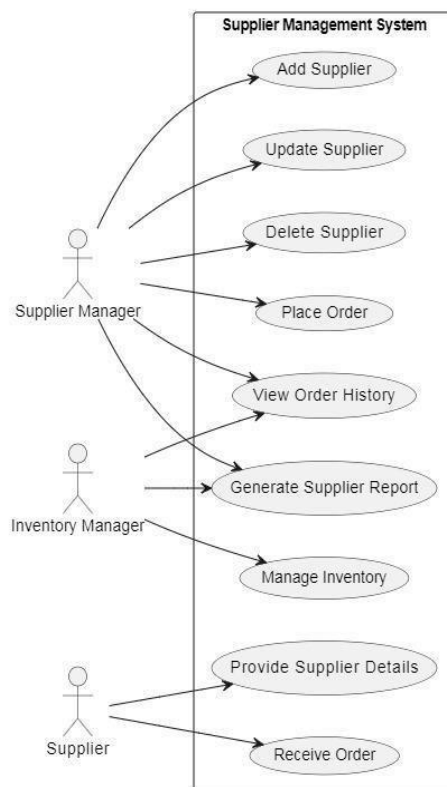 Supplier Management System
Add Supplier
Update Supplier
Delete Supplier
Supplier Manager
Place Order
View Order History
Generate Supplier Report
Inventory Manager
Manage Inventory
Provide Supplier Details
Supplier
Receive Order